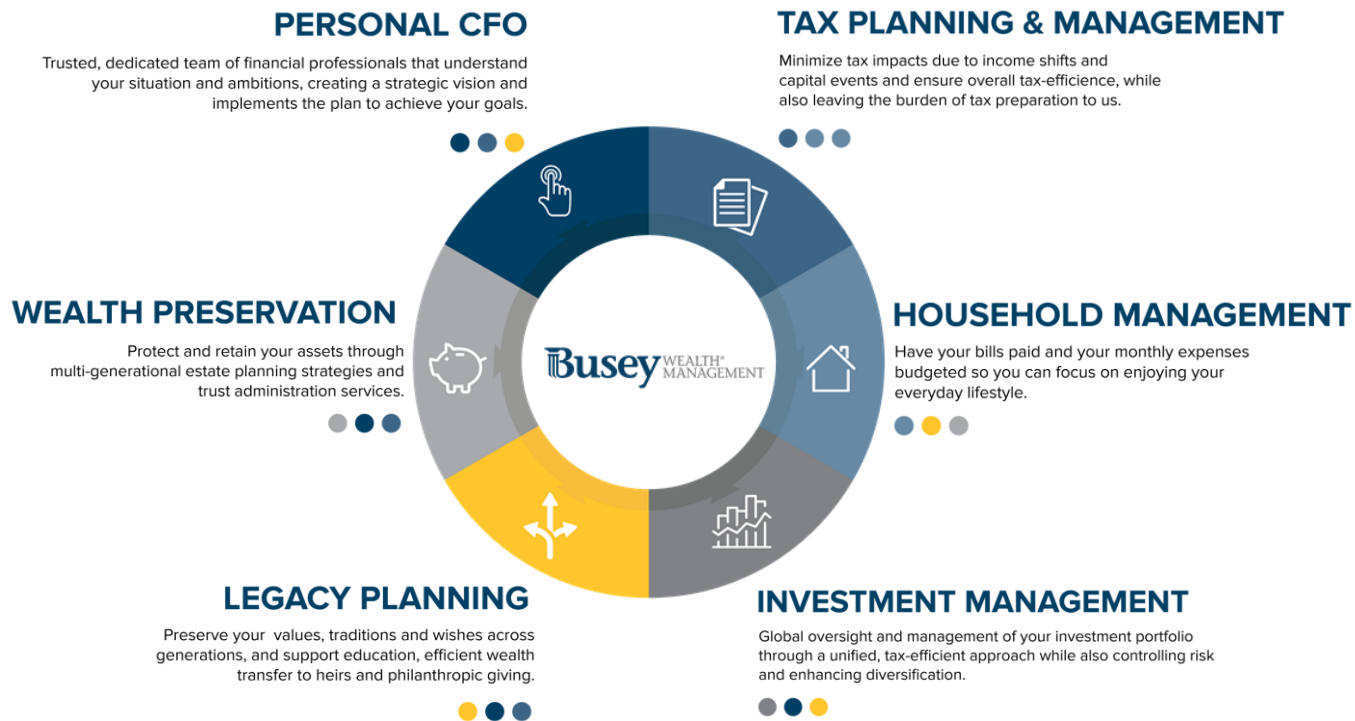 PERSONAL CFO
Trusted, dedicated team of financial professionals that understand
your situation and ambitions, creating a strategic vision and
implements the plan to achieve your goals.
TAX PLANNING & MANAGEMENT
Minimize tax impacts due to income shifts and
capital events and ensure overall tax-efficience, while
also leaving the burden of tax preparation to us.
WEALTH PRESERVATION
Protect and retain your assets through
multi-generational estate planning strategies and
trust administration services.
Busey WEALTH®
MANAGEMENT
HOUSEHOLD MANAGEMENT
Have your bills paid and your monthly expenses
budgeted so you can focus on enjoying your
everyday lifestyle.
LEGACY PLANNING
Preserve your values, traditions and wishes across
generations, and support education, efficient wealth
transfer to heirs and philanthropic giving.
INVESTMENT MANAGEMENT
Global oversight and management of your investment portfolio
through a unified, tax-efficient approach while also controlling risk
and enhancing diversification.